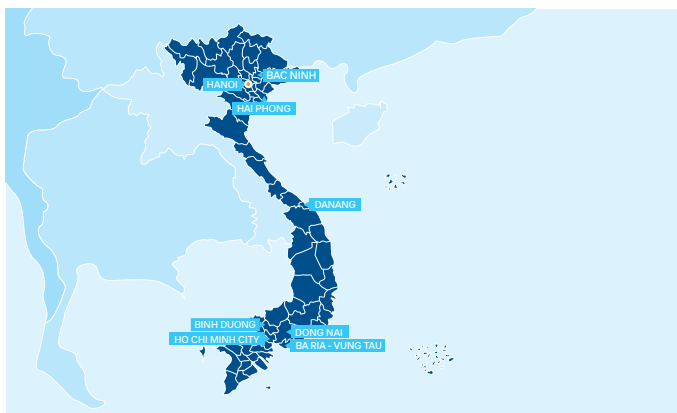 BAC NINH
HANOI
HAI PHONG
DANANG
BINH DUONG
DONG NAI
HO CHI MINH CITY
BA RIA - VUNG TAU